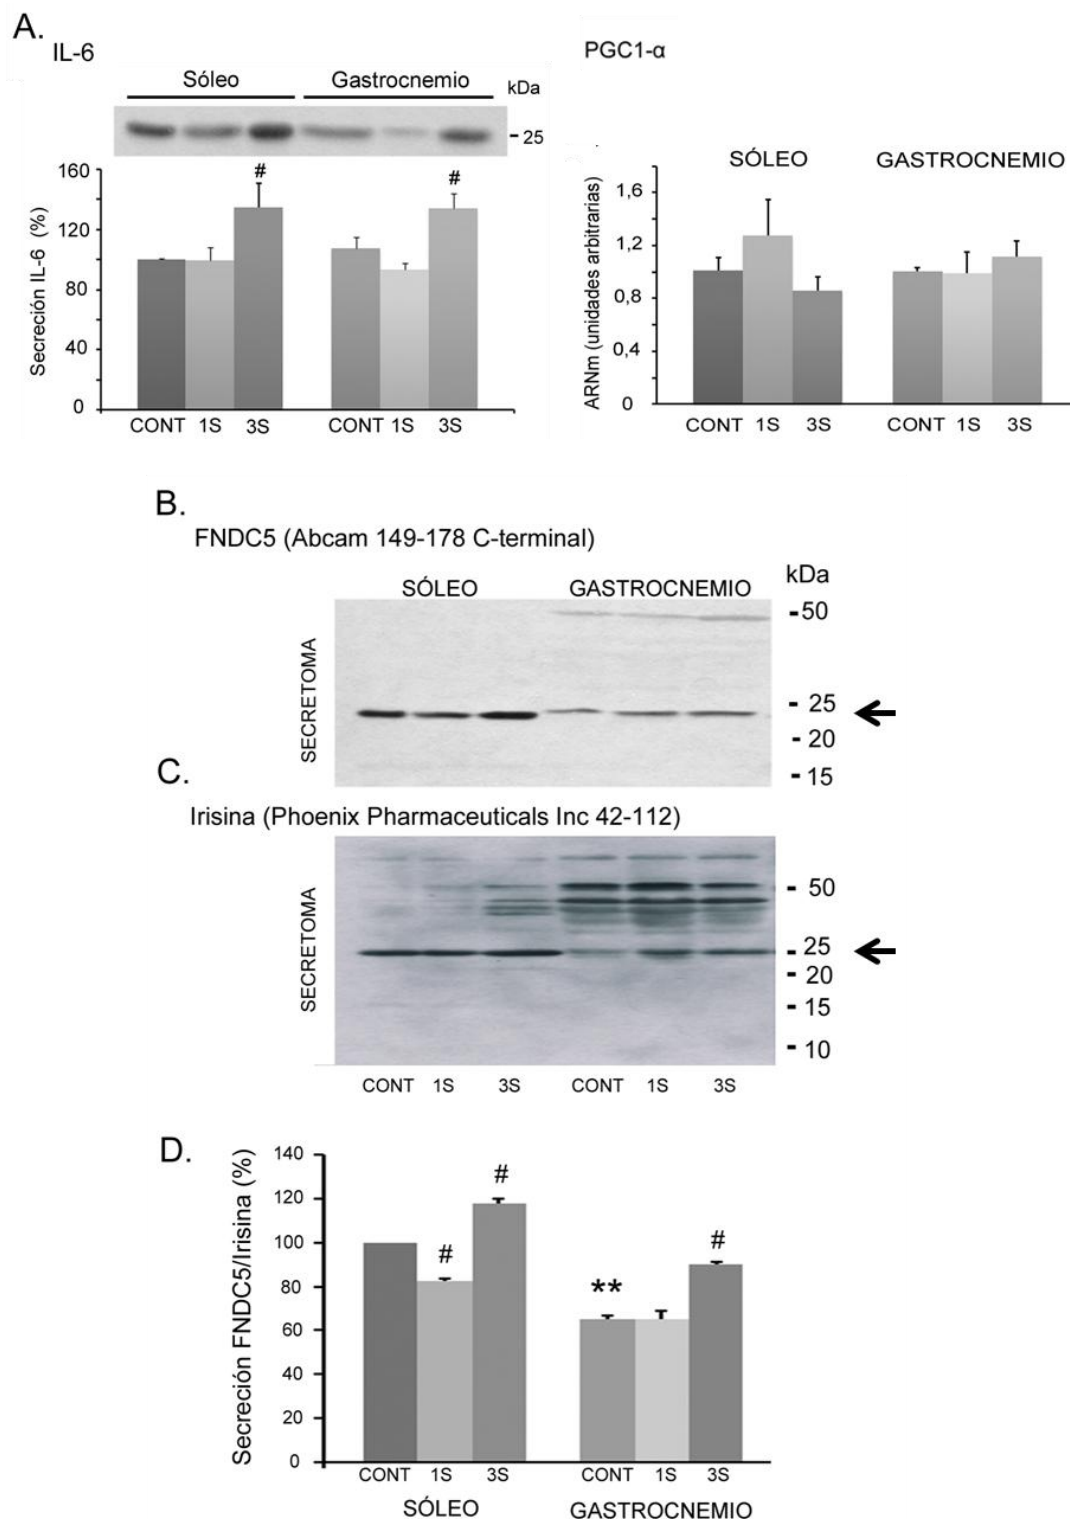 A.
IL-6
Sóleo Gastrocnemio kDa
- 25
Secreción IL-6 (%)
160
120
80
40
0
# #
CONT 1S 3S CONT 1S 3S
PGC1-α
SÓLEO GASTROCNEMIO
ARNm (unidades arbitrarias)
1,6
1,2
0,8
0,4
0
CONT 1S 3S CONT 1S 3S
B.
FNDC5 (Abcam 149-178 C-terminal)
SÓLEO GASTROCNEMIO kDa
SECRETOMA
-50
- 25
- 20
- 15
C.
Irisina (Phoenix Pharmaceuticals Inc 42-112)
SECRETOMA
- 50
- 25
- 20
- 15
- 10
CONT 1S 3S CONT 1S 3S
D.
Secreción FNDC5/Irisina (%)
140
120
100
80
60
40
20
0
# # ** #
CONT 1S 3S CONT 1S 3S
SÓLEO GASTROCNEMIO